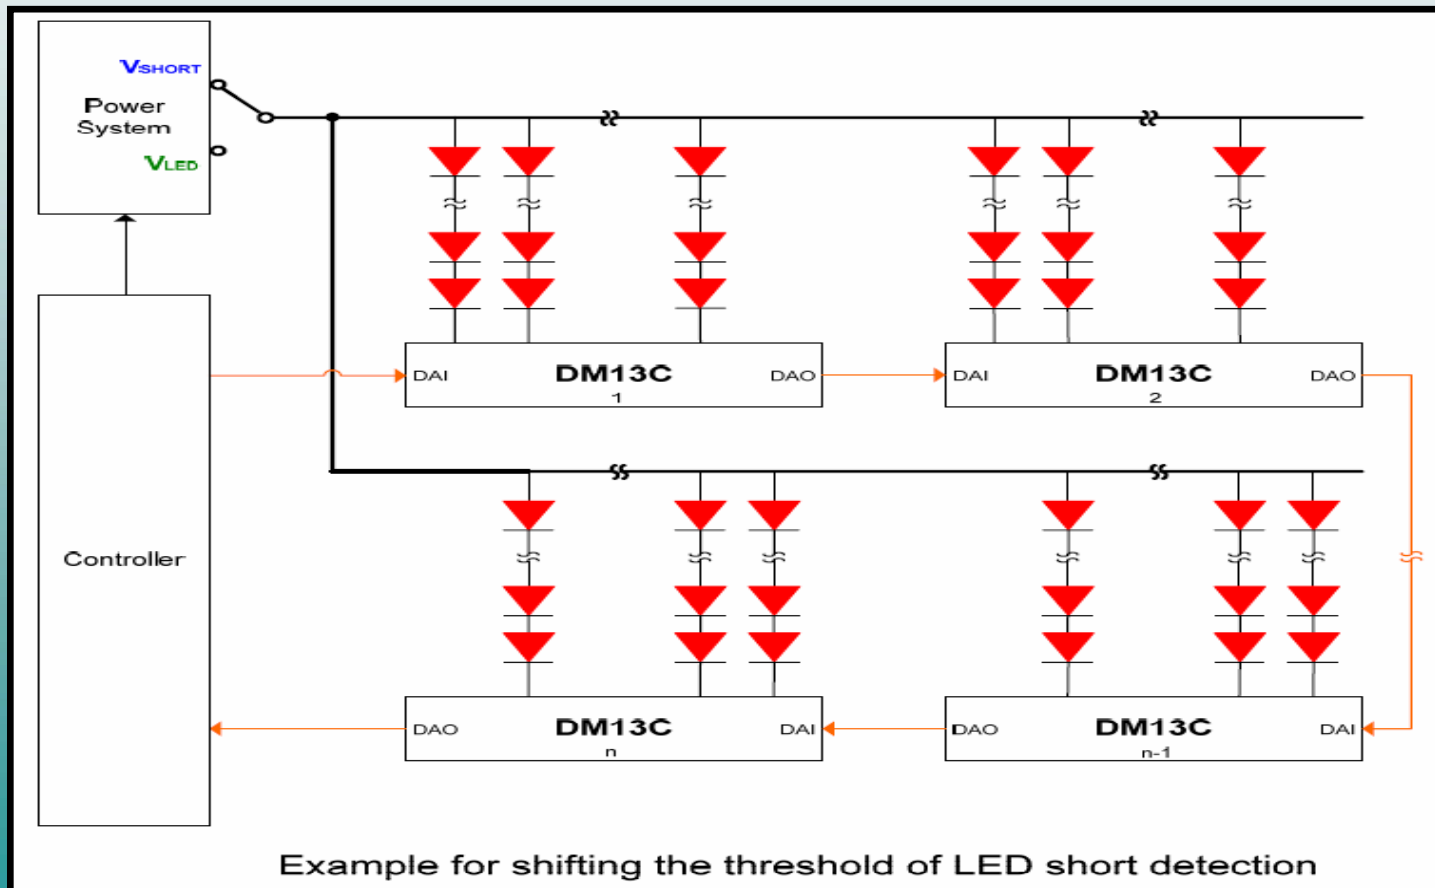 VSHORT
Power
System
VLED
DAI DM13C DAO
1
DAI DM13C DAO
2
Controller
DAO DM13C DAI
n
DAO DM13C DAI
n-1
Example for shifting the threshold of LED short detection